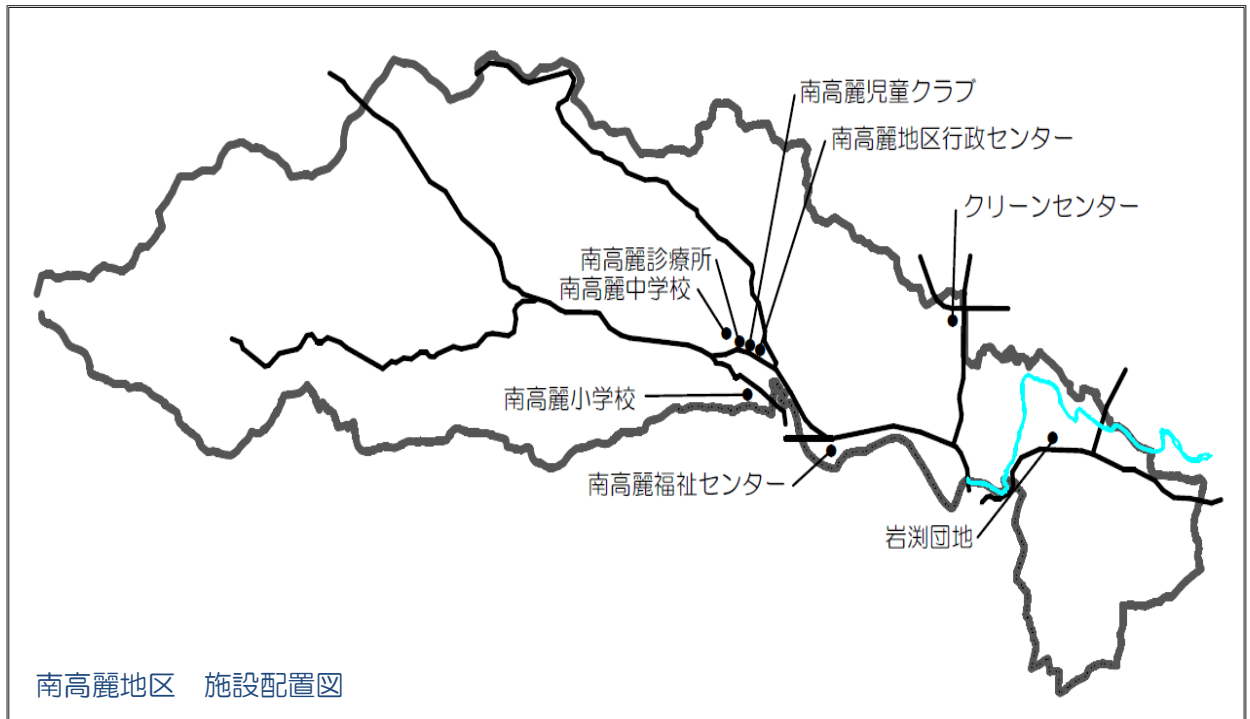 南高麗児童クラブ
南高麗地区行政センター
クリーンセンター
南高麗診療所
南高麗中学校
南高麗小学校
南高麗福祉センター
岩渕団地
南高麗地区　施設配置図